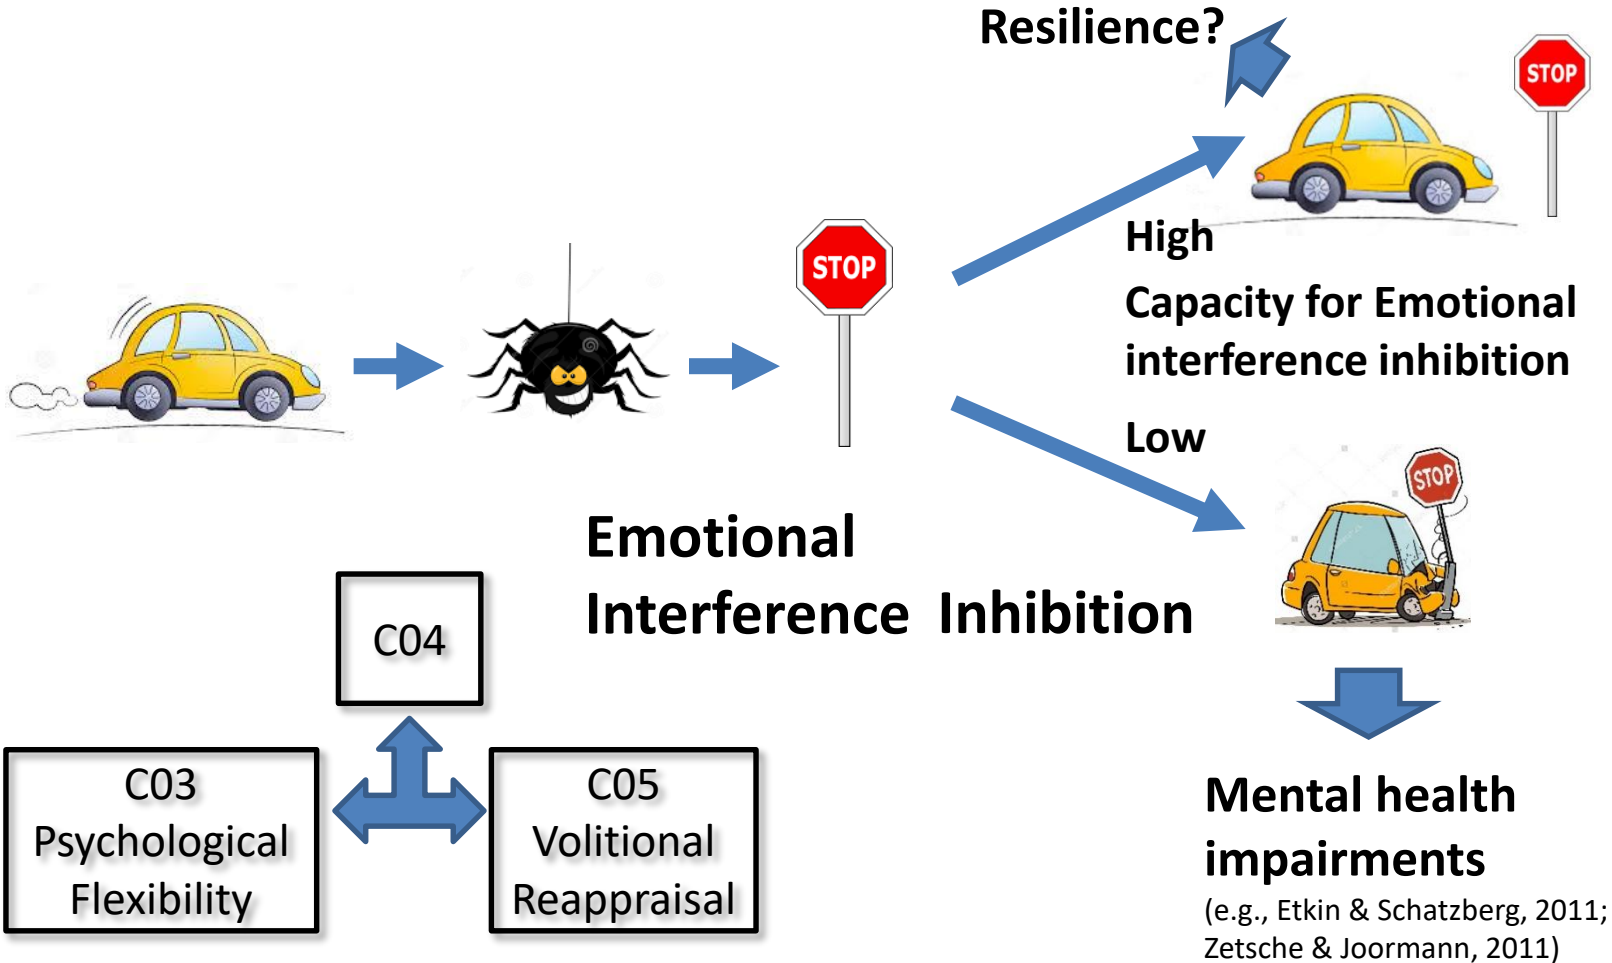 Resilience?
STOP
STOP
High
Capacity for Emotional
interference inhibition
Low
STOP
Emotional
Interference Inhibition
C04
C03
Psychological
Flexibility
C05
Volitional
Reappraisal
Mental health
impairments
(e.g., Etkin & Schatzberg, 2011;
Zetsche & Joormann, 2011)